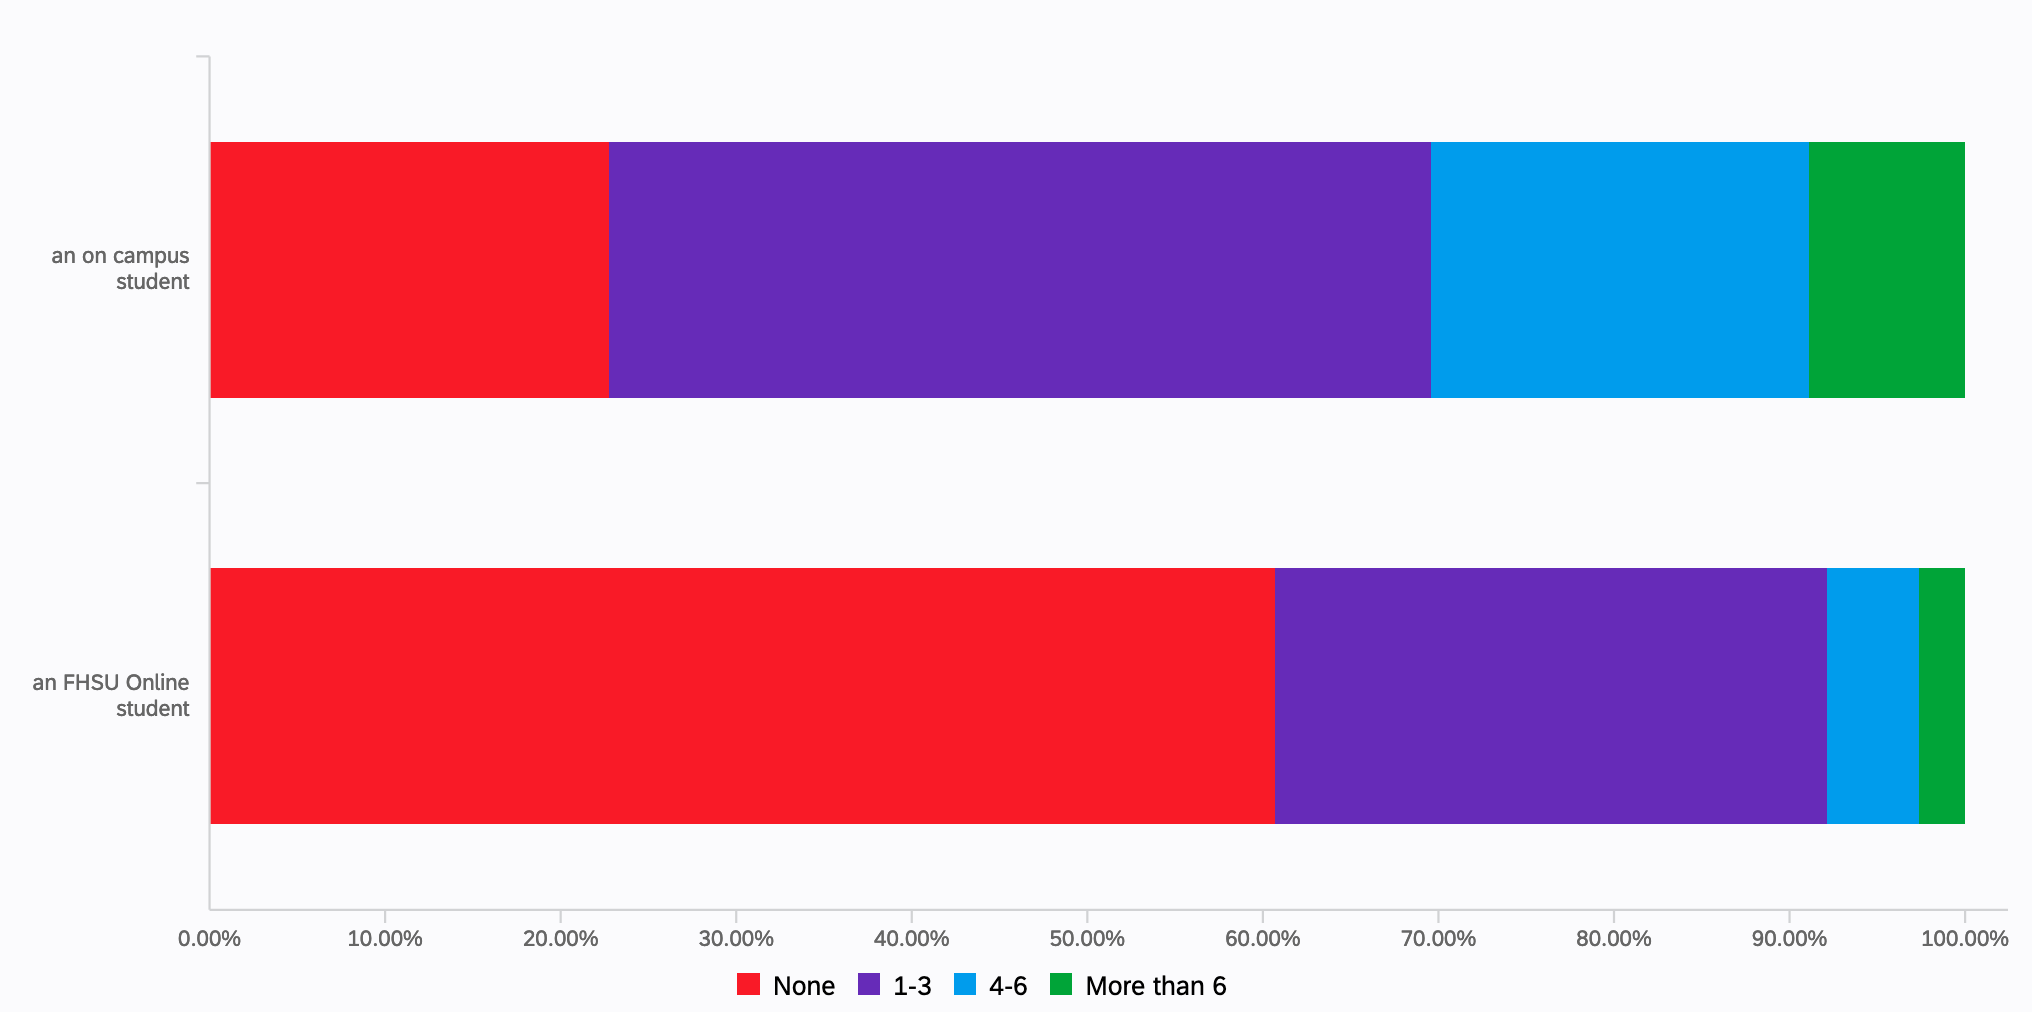 an on campus
student
an FHSU Online
student
0.00% 10.00% 20.00% 30.00% 40.00% 50.00% 60.00% 70.00% 80.00% 90.00% 100.00%
None 1-3 4-6 More than 6